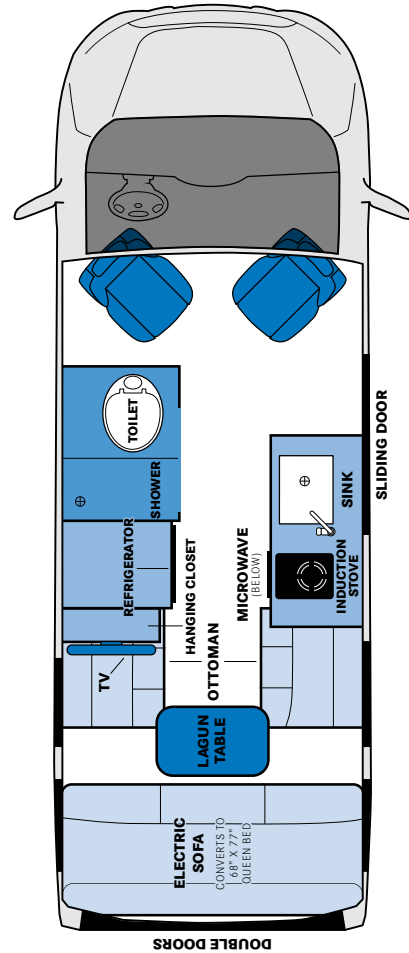 TOILET
SHOWER
REFRIGERATOR
HANGING CLOSET
TV
OTTOMAN
MICROWAVE
(BELOW)
SINK
INDUCTION
STOVE
SLIDING DOOR
LAGUN
TABLE
ELECTRIC
SOFA
CONVERTS TO
68" X 77"
QUEEN BED
DOUBLE DOORS